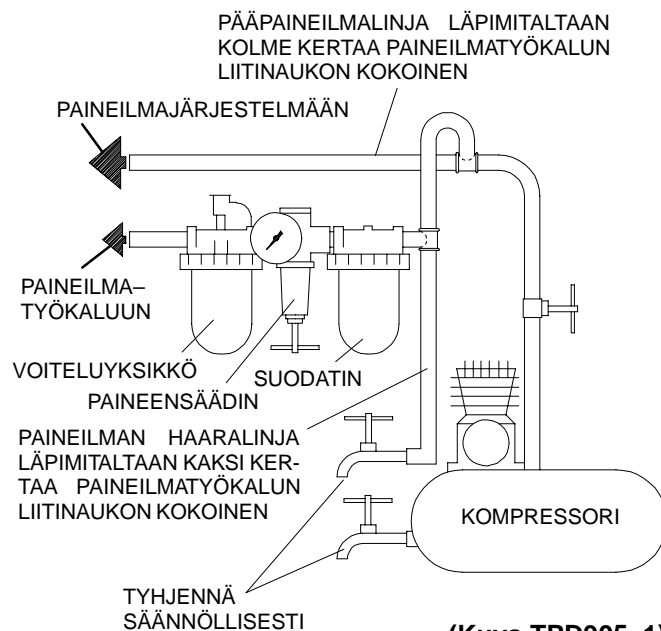 PÄÄPAINEILMALINJA LÄPIMITALTAAN
KOLME KERTAA PAINEILMATYÖKALUN
LIITINAUKON KOKOINEN
PAINEILMAJÄRJESTELMÄÄN
PAINEILMA–
TYÖKALUUN
VOITELUYKSIKKÖ
SUODATIN
PAINEENSÄÄDIN
PAINEILMAN HAARALINJA
LÄPIMITALTAAN KAKSI KER-
TAA PAINEILMATYÖKALUN
LIITINAUKON KOKOINEN
KOMPRESSORI
TYHJENNÄ
SÄÄNNÖLLISESTI